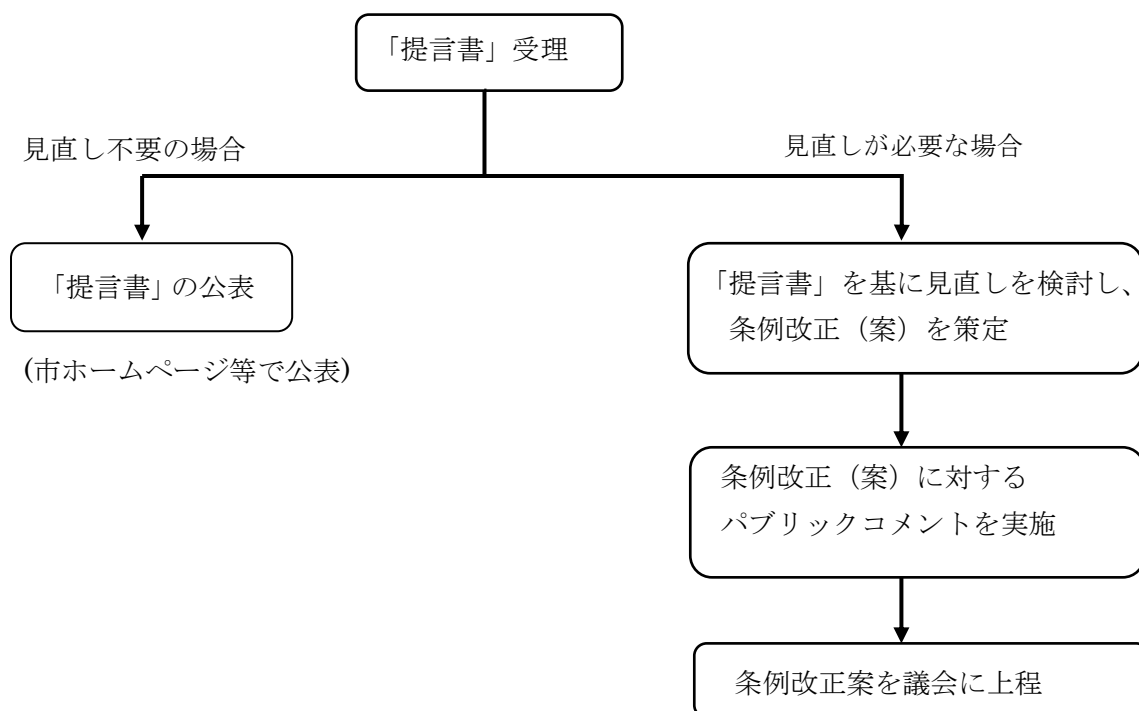 「提言書」受理
見直し不要の場合
見直しが必要な場合
「提言書」の公表
(市ホームページ等で公表)
「提言書」を基に見直しを検討し、
条例改正（案）を策定
条例改正（案）に対する
パブリックコメントを実施
条例改正案を議会に上程